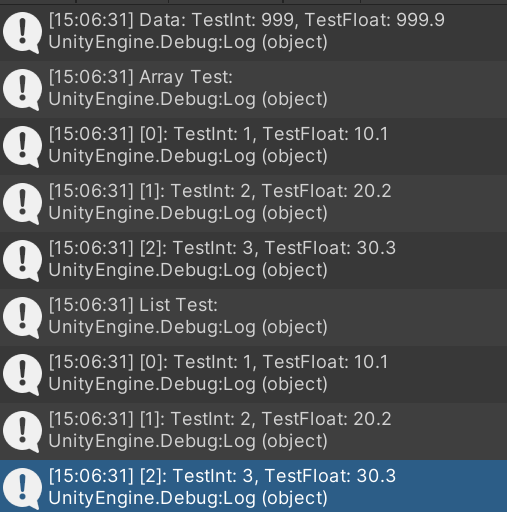 [15:06:31] Data: TestInt: 999, TestFloat: 999.9
UnityEngine.Debug:Log (object)
[15:06:31] Array Test:
UnityEngine.Debug:Log (object)
[15:06:31] [0]: TestInt: 1, TestFloat: 10.1
UnityEngine.Debug:Log (object)
[15:06:31] [1]: TestInt: 2, TestFloat: 20.2
UnityEngine.Debug:Log (object)
[15:06:31] [2]: TestInt: 3, TestFloat: 30.3
UnityEngine.Debug:Log (object)
[15:06:31] List Test:
UnityEngine.Debug:Log (object)
[15:06:31] [0]: TestInt: 1, TestFloat: 10.1
UnityEngine.Debug:Log (object)
[15:06:31] [1]: TestInt: 2, TestFloat: 20.2
UnityEngine.Debug:Log (object)
[15:06:31] [2]: TestInt: 3, TestFloat: 30.3
UnityEngine.Debug:Log (object)